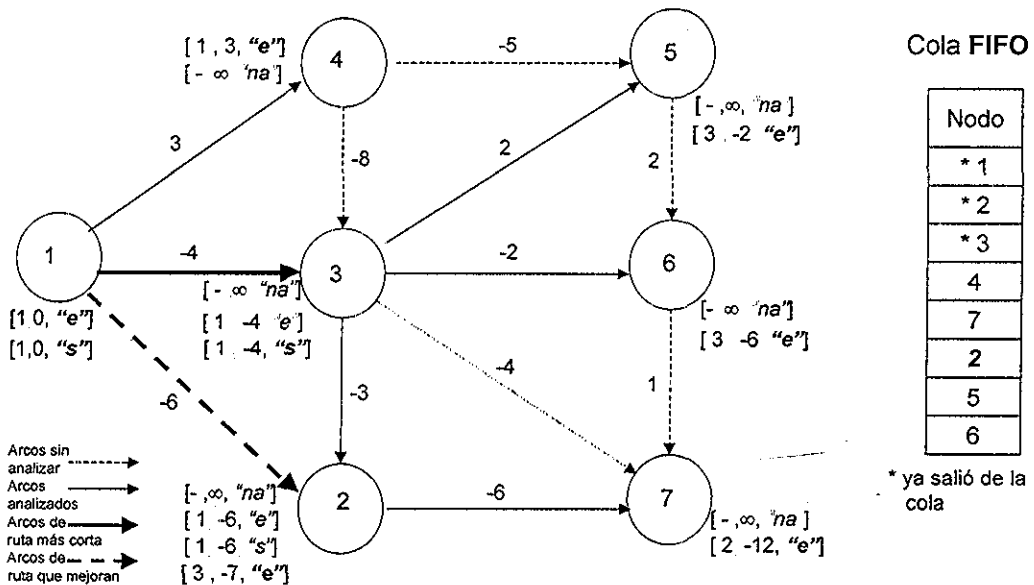 [ 1 , 3, “e”]
[- ∞ “na”]
4
-5
5
[- ,∞, “na ]
[ 3 , -2 “e”]
Cola FIFO
Nodo
* 1
* 2
* 3
4
7
2
5
6
* ya salió de la
cola
3
-8
2
2
1
-4
3
-2
6
[1 0, “e”]
[1,0, “s”]
[- ∞ “na”]
[ 1 -4 “e”]
[ 1 -4, “s”]
[- ∞ “na”]
[ 3 -6 “e”]
-6
-3
-4
1
Arcos sin
analizar
Arcos
analizados
Arcos de
ruta más corta
Arcos de
ruta que mejoran
[- ,∞, “na”]
[ 1 -6, “e”]
[ 1 -6 “s”]
[ 3 , -7, “e”]
2
-6
7
[- ,∞, “na ]
[ 2 -12, “e”]